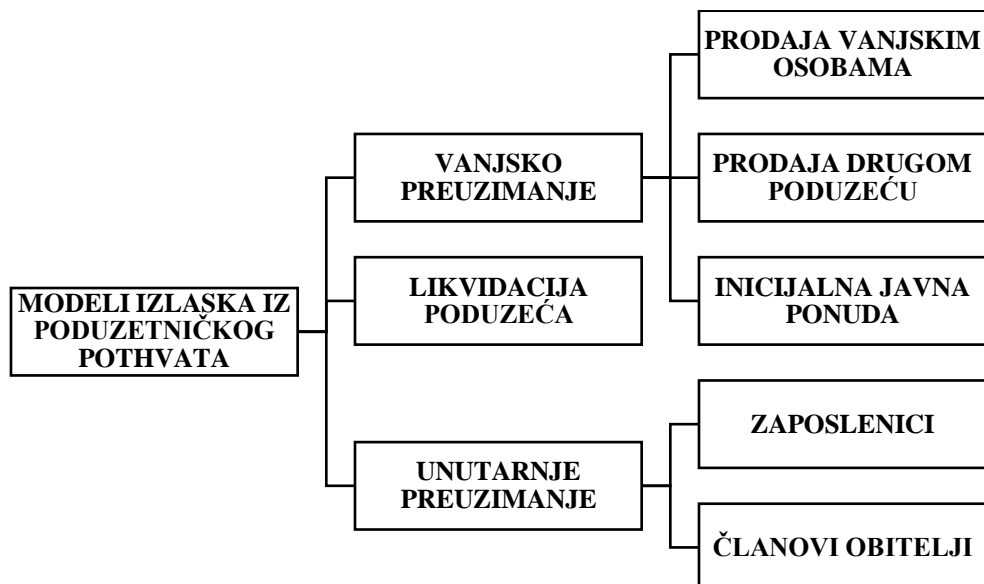 MODELI IZLASKA IZ
PODUZETNIČKOG
POTHVATA
VANJSKO
PREUZIMANJE
PRODAJA VANJSKIM
OSOBAMA
PRODAJA DRUGOM
PODUZEĆU
INICIJALNA JAVNA
PONUDA
LIKVIDACIJA
PODUZEĆA
UNUTARNJE
PREUZIMANJE
ZAPOSLENICI
ČLANOVI OBITELJI